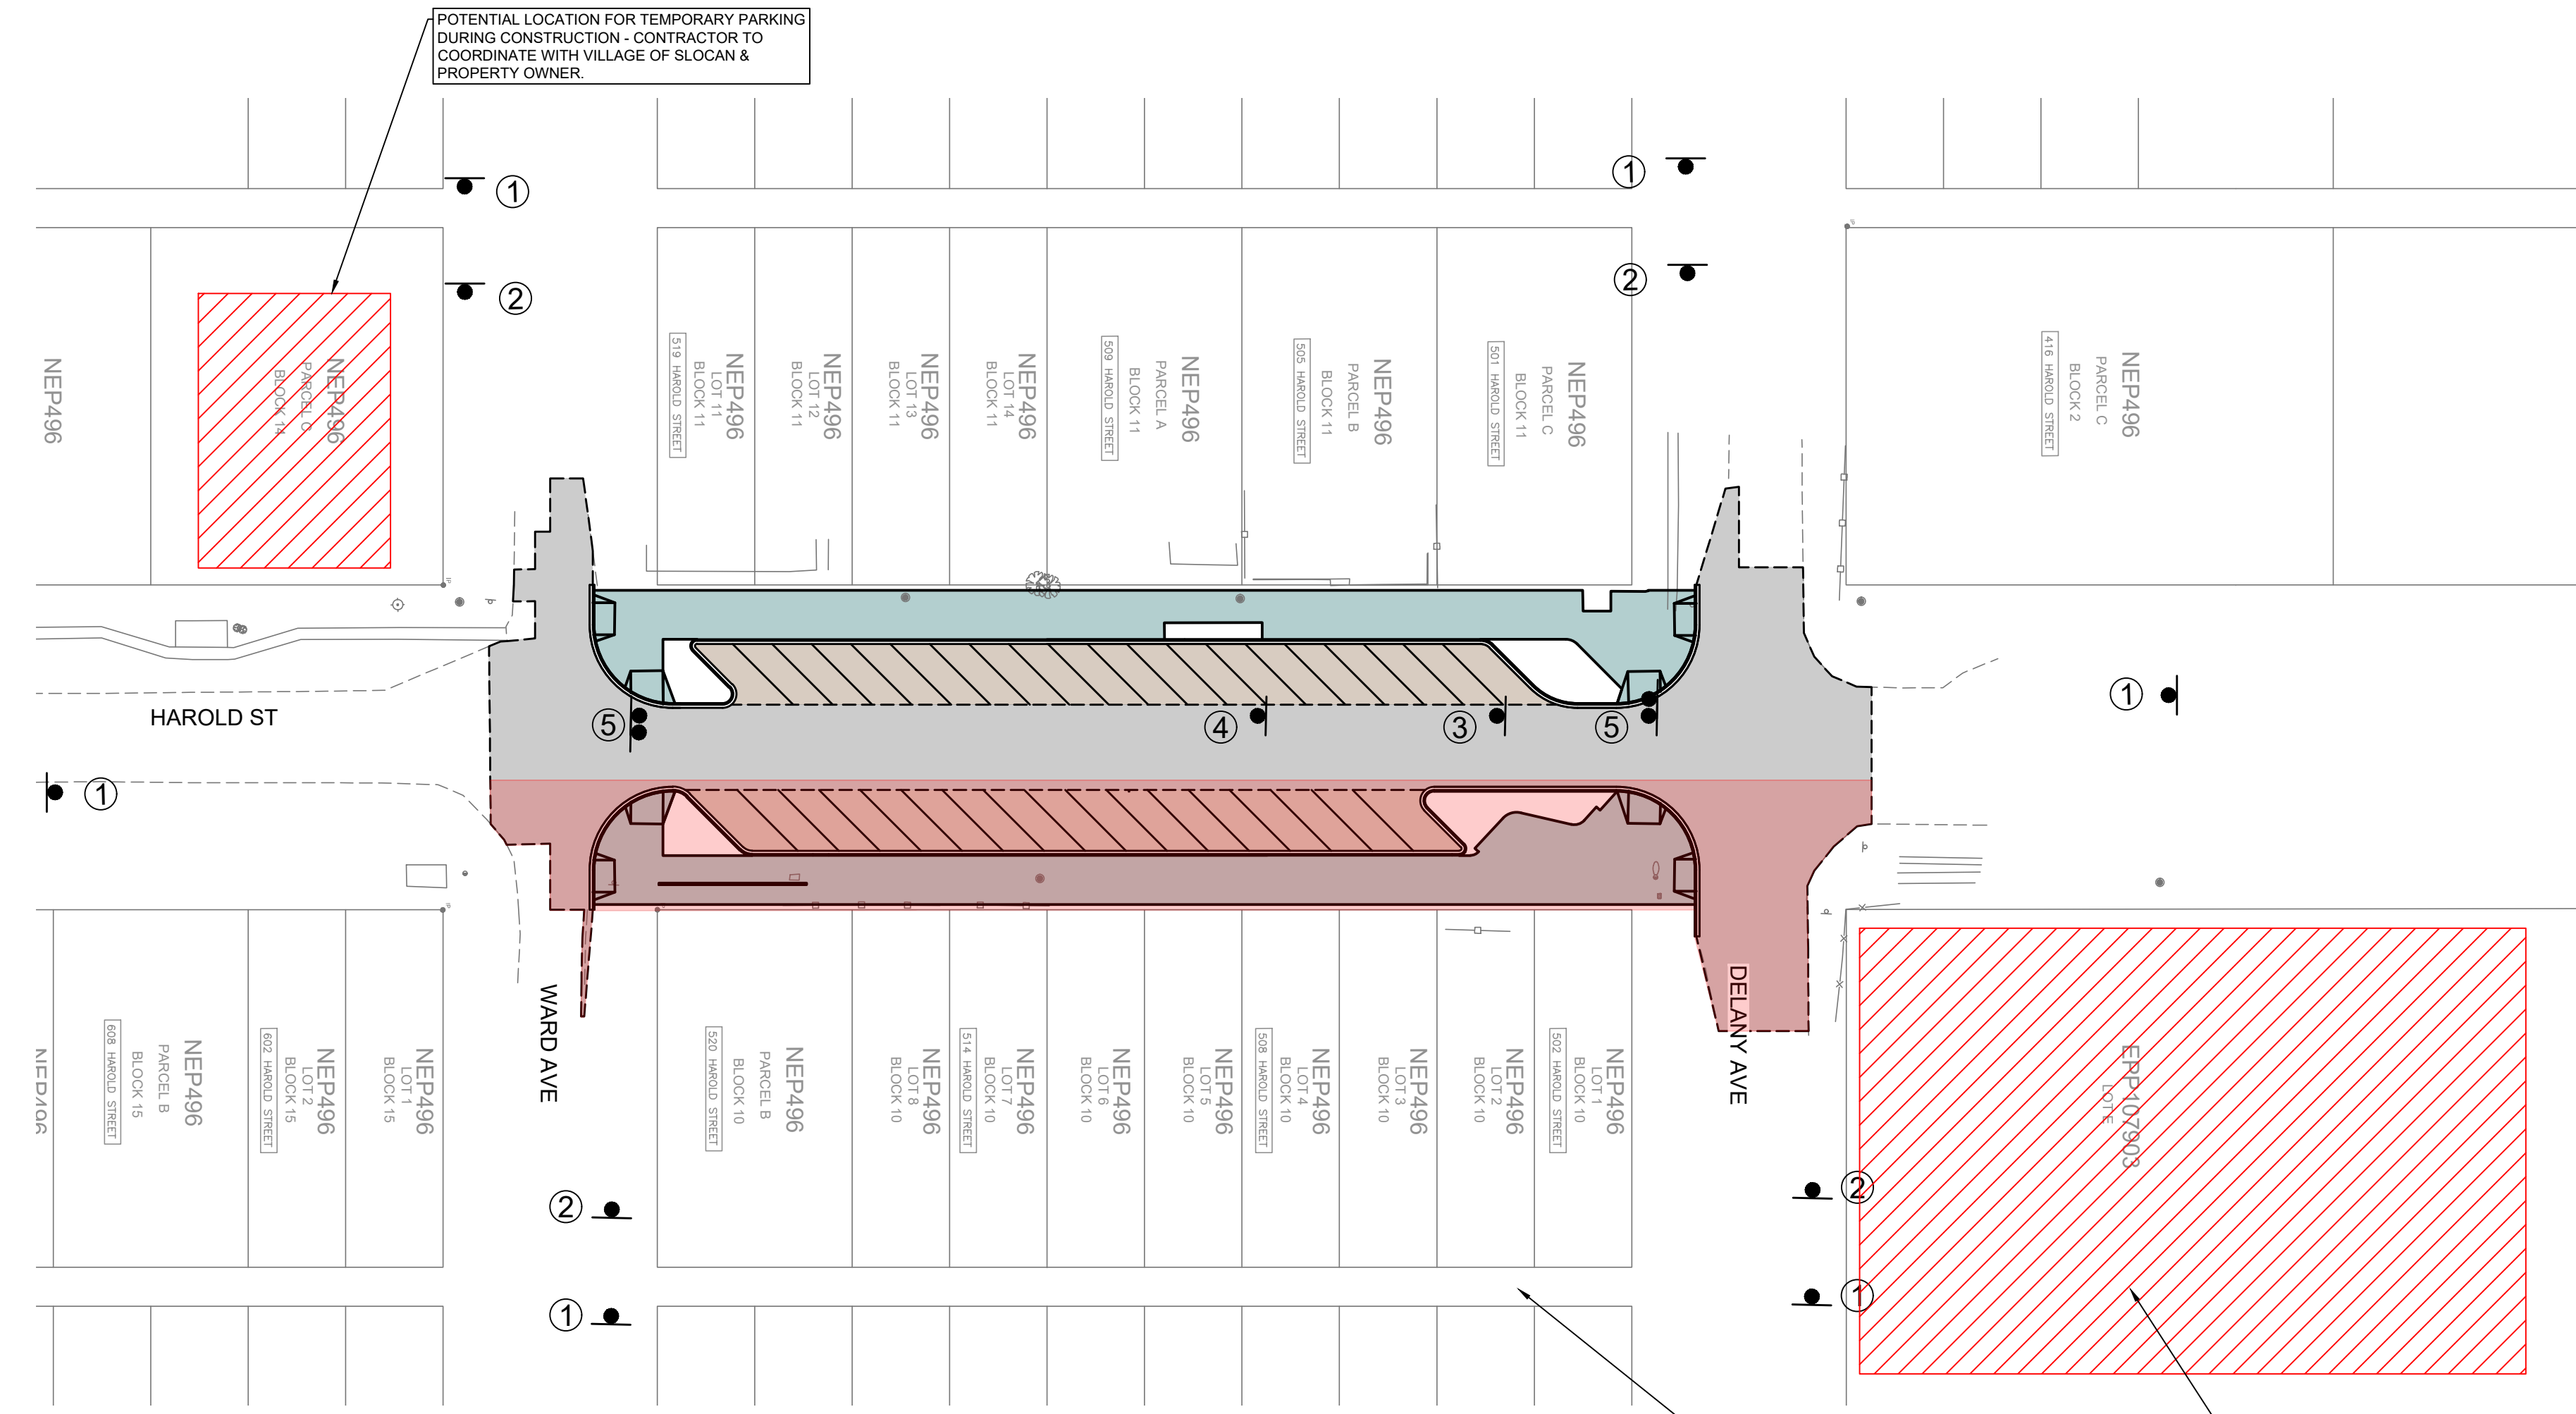 POTENTIAL LOCATION FOR TEMPORARY PARKING
DURING CONSTRUCTION - CONTRACTOR TO
COORDINATE WITH VILLAGE OF SLOCAN &
PROPERTY OWNER.
1
1
2
2
NEP496
NEP496
PARCEL C
BLOCK 14
NEP496
LOT 11
BLOCK 11
519 HAROLD STREET
NEP496
LOT 12
BLOCK 11
NEP496
LOT 13
BLOCK 11
NEP496
LOT 14
BLOCK 11
NEP496
PARCEL A
BLOCK 11
509 HAROLD STREET
NEP496
PARCEL B
BLOCK 11
505 HAROLD STREET
NEP496
PARCEL C
BLOCK 11
501 HAROLD STREET
NEP496
PARCEL C
BLOCK 2
416 HAROLD STREET
HAROLD ST
5
4
3
5
1
1
WARD AVE
DELANY AVE
NEP496
NEP496
PARCEL B
BLOCK 15
608 HAROLD STREET
NEP496
LOT 2
BLOCK 15
602 HAROLD STREET
NEP496
LOT 1
BLOCK 15
NEP496
PARCEL B
BLOCK 10
520 HAROLD STREET
NEP496
LOT 8
BLOCK 10
NEP496
LOT 7
BLOCK 10
514 HAROLD STREET
NEP496
LOT 6
BLOCK 10
NEP496
LOT 5
BLOCK 10
NEP496
LOT 4
BLOCK 10
508 HAROLD STREET
NEP496
LOT 3
BLOCK 10
NEP496
LOT 2
BLOCK 10
NEP496
LOT 1
BLOCK 10
502 HAROLD STREET
EPP107903
LOT E
2
2
1
1